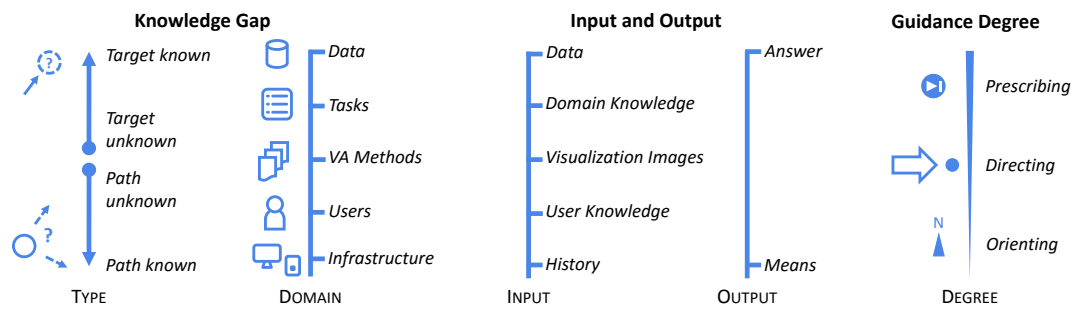 Knowledge Gap
Input and Output
Guidance Degree
?
Target known
Target
unknown
Path
unknown
?
Path known
TYPE
Data
Tasks
VA Methods
Users
Infrastructure
DOMAIN
Data
Domain Knowledge
Visualization Images
User Knowledge
History
INPUT
Answer
Means
OUTPUT
Prescribing
Directing
N
Orienting
DEGREE